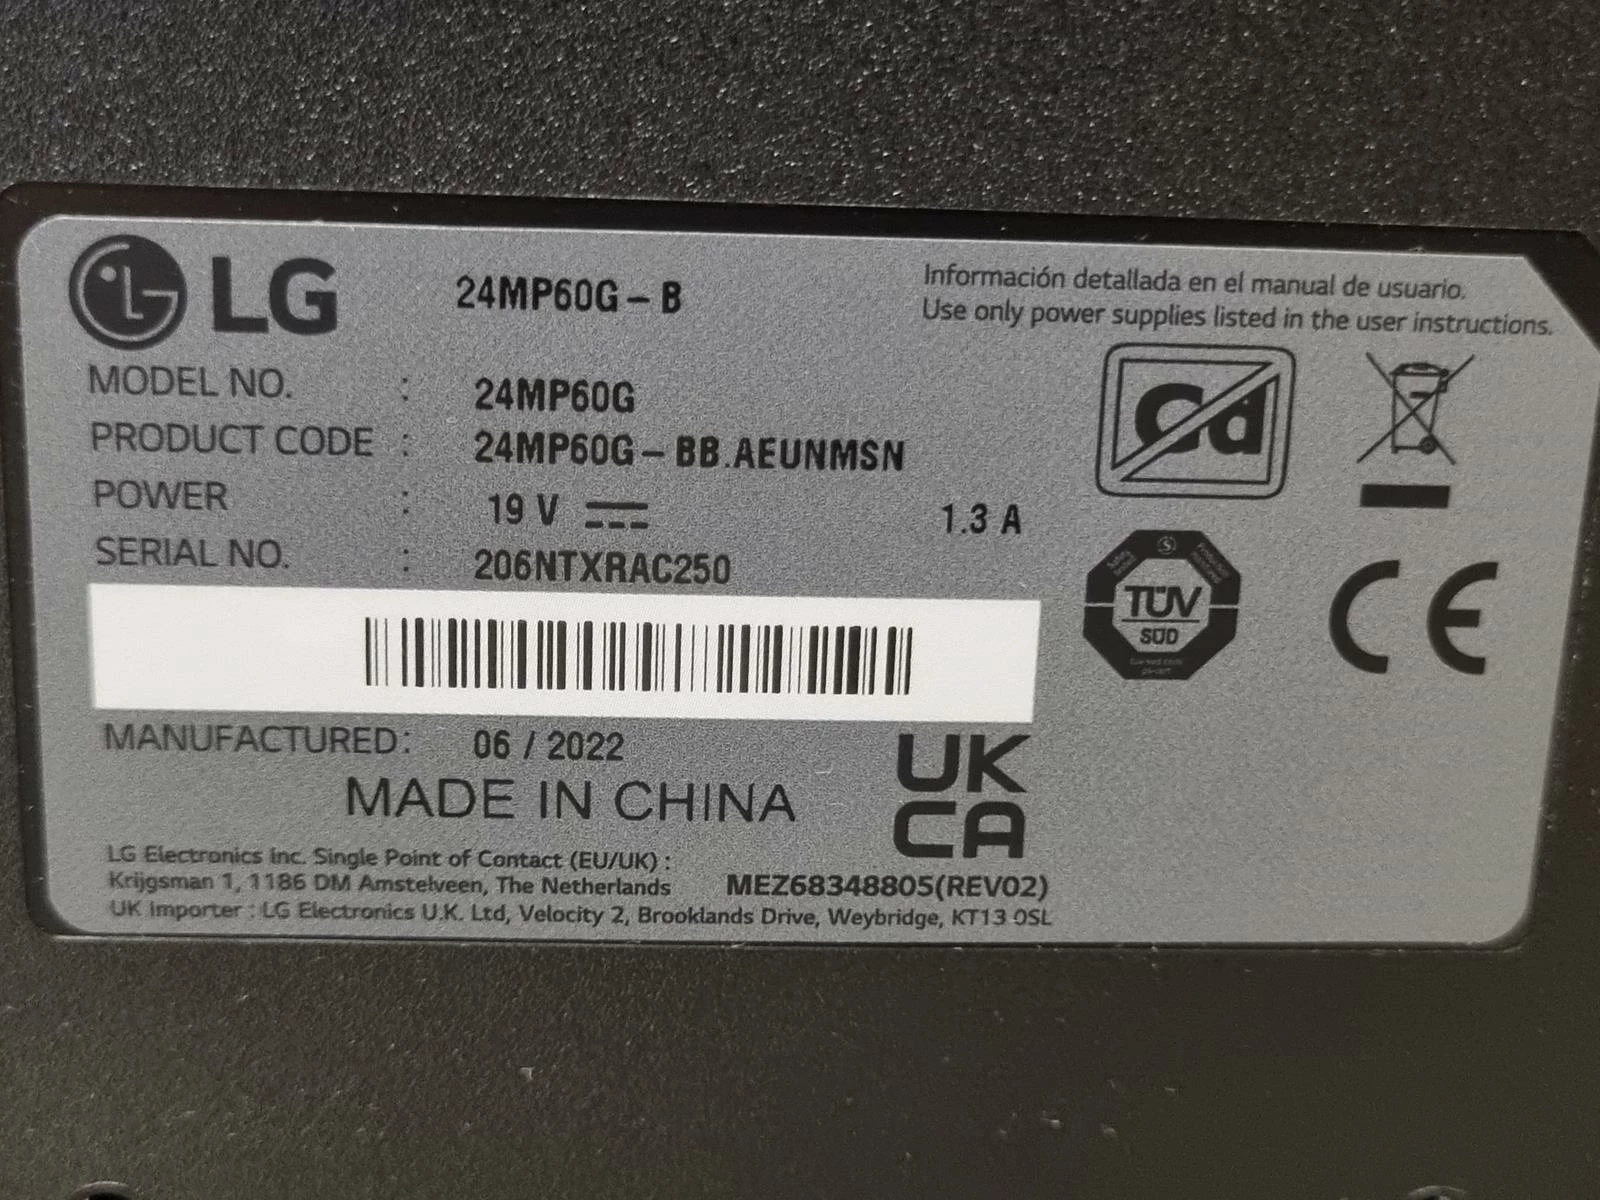 LG 24MP60G-B
Información detallada en el manual de usuario.
Use only power supplies listed in the user instructions.
MODEL NO. : 24MP60G
PRODUCT CODE : 24MP60G-BB.AEUNMSN
POWER : 19 V 1.3 A
SERIAL NO. : 206NTXRAC250
Cd
TÜV
SÜD
CE
MANUFACTURED: 06 / 2022
MADE IN CHINA
UK
CA
LG Electronics Inc. Single Point of Contact (EU/UK) :
Krijgsman 1, 1186 DM Amstelveen, The Netherlands MEZ68348805(REV02)
UK Importer : LG Electronics U.K. Ltd, Velocity 2, Brooklands Drive, Weybridge, KT13 0SL